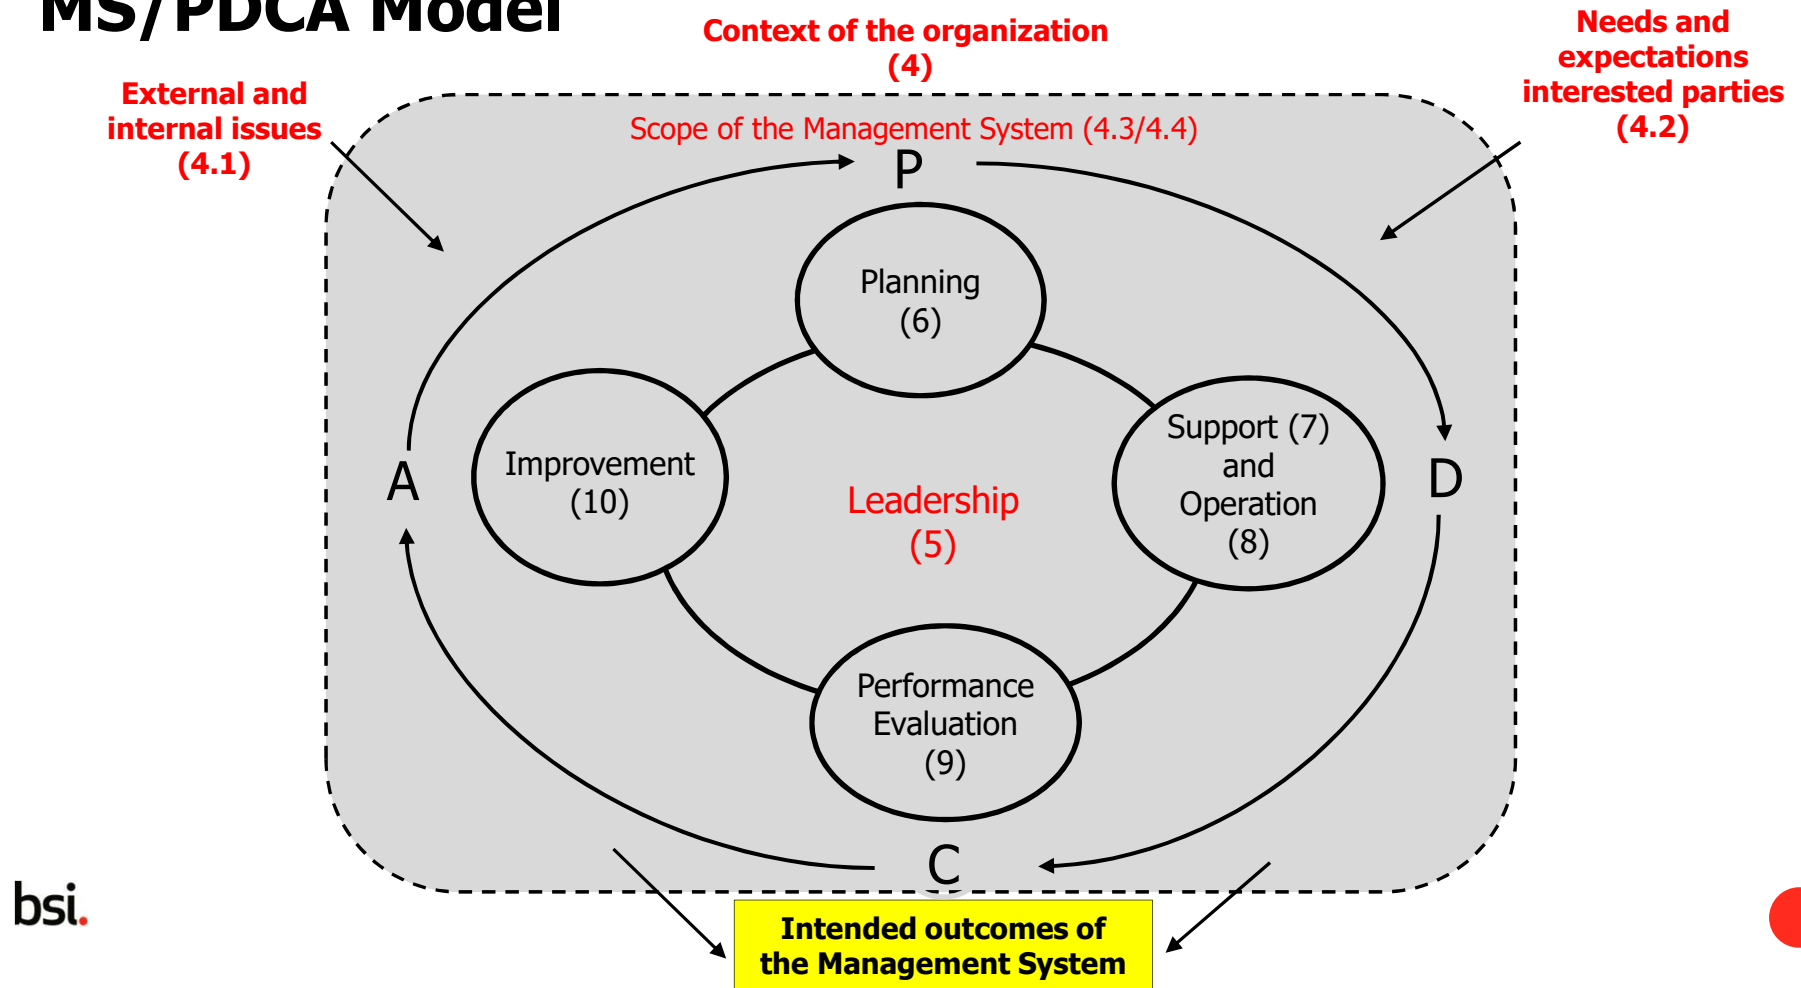 MS/PDCA Model
Context of the organization
(4)
Needs and
expectations
interested parties
(4.2)
External and
internal issues
(4.1)
Scope of the Management System (4.3/4.4)
P
Planning
(6)
Support (7)
and
Operation
(8)
D
Improvement
(10)
A
Leadership
(5)
Performance
Evaluation
(9)
C
bsi.
Intended outcomes of
the Management System